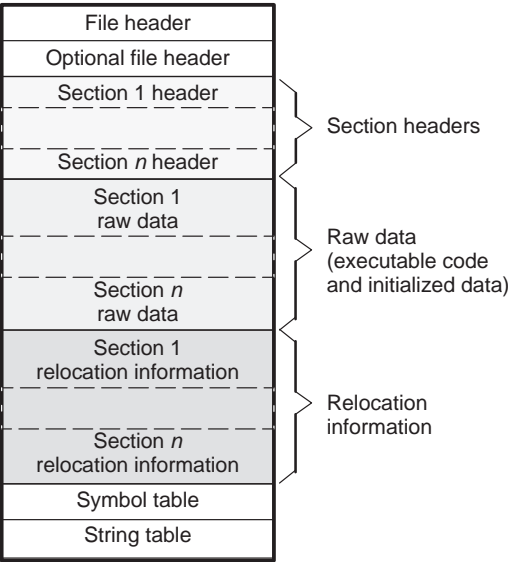 File header
Optional file header
Section 1 header
Section n header
Section headers
Section 1
raw data
Section n
raw data
Raw data
(executable code
and initialized data)
Section 1
relocation information
Section n
relocation information
Relocation
information
Symbol table
String table